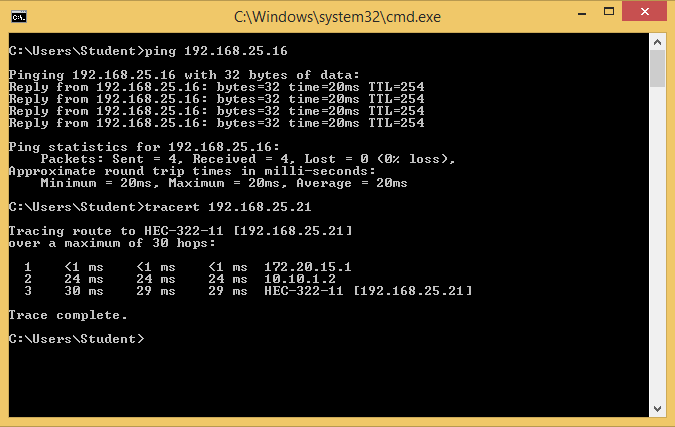 C:\Windows\system32\cmd.exe
C:\Users\Student>ping 192.168.25.16
Pinging 192.168.25.16 with 32 bytes of data:
Reply from 192.168.25.16: bytes=32 time=20ms TTL=254
Reply from 192.168.25.16: bytes=32 time=20ms TTL=254
Reply from 192.168.25.16: bytes=32 time=20ms TTL=254
Reply from 192.168.25.16: bytes=32 time=20ms TTL=254
Ping statistics for 192.168.25.16:
    Packets: Sent = 4, Received = 4, Lost = 0 (0% loss),
Approximate round trip times in milli-seconds:
    Minimum = 20ms, Maximum = 20ms, Average = 20ms
C:\Users\Student>tracert 192.168.25.21
Tracing route to HEC-322-11 [192.168.25.21]
over a maximum of 30 hops:
  1    <1 ms    <1 ms    <1 ms  172.20.15.1
  2    24 ms    24 ms    24 ms  10.10.1.2
  3    30 ms    29 ms    29 ms  HEC-322-11 [192.168.25.21]
Trace complete.
C:\Users\Student>